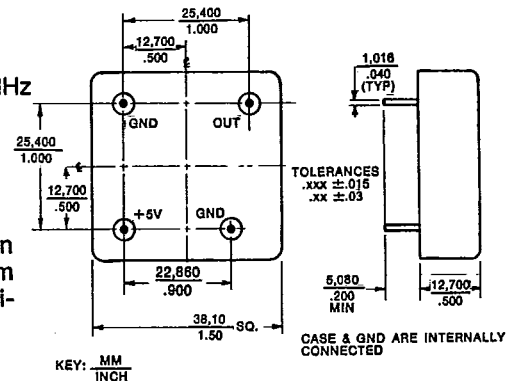 25,400
1.000
12,700
.500
Hz
GND
OUT
25,400
1.000
12,700
.500
+5V
GND
22,860
.900
38,10
1.50
SQ.
KEY: MM
INCH
1,016
.040
(TYP)
TOLERANCES
.xxx ±.015
.xx ±.03
5,080
.200
MIN
12,700
.500
CASE & GND ARE INTERNALLY
CONNECTED
n
m
i-